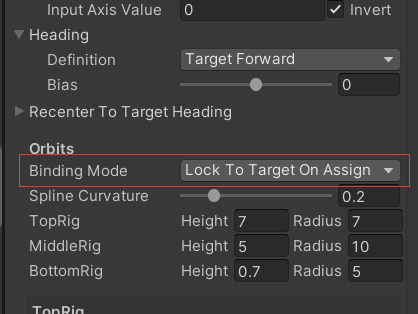 Input Axis Value 0 Invert
Heading
Definition Target Forward
Bias 0
Recenter To Target Heading
Orbits
Binding Mode Lock To Target On Assign
Spline Curvature 0.2
TopRig Height 7 Radius 7
MiddleRig Height 5 Radius 10
BottomRig Height 0.7 Radius 5
TopRig